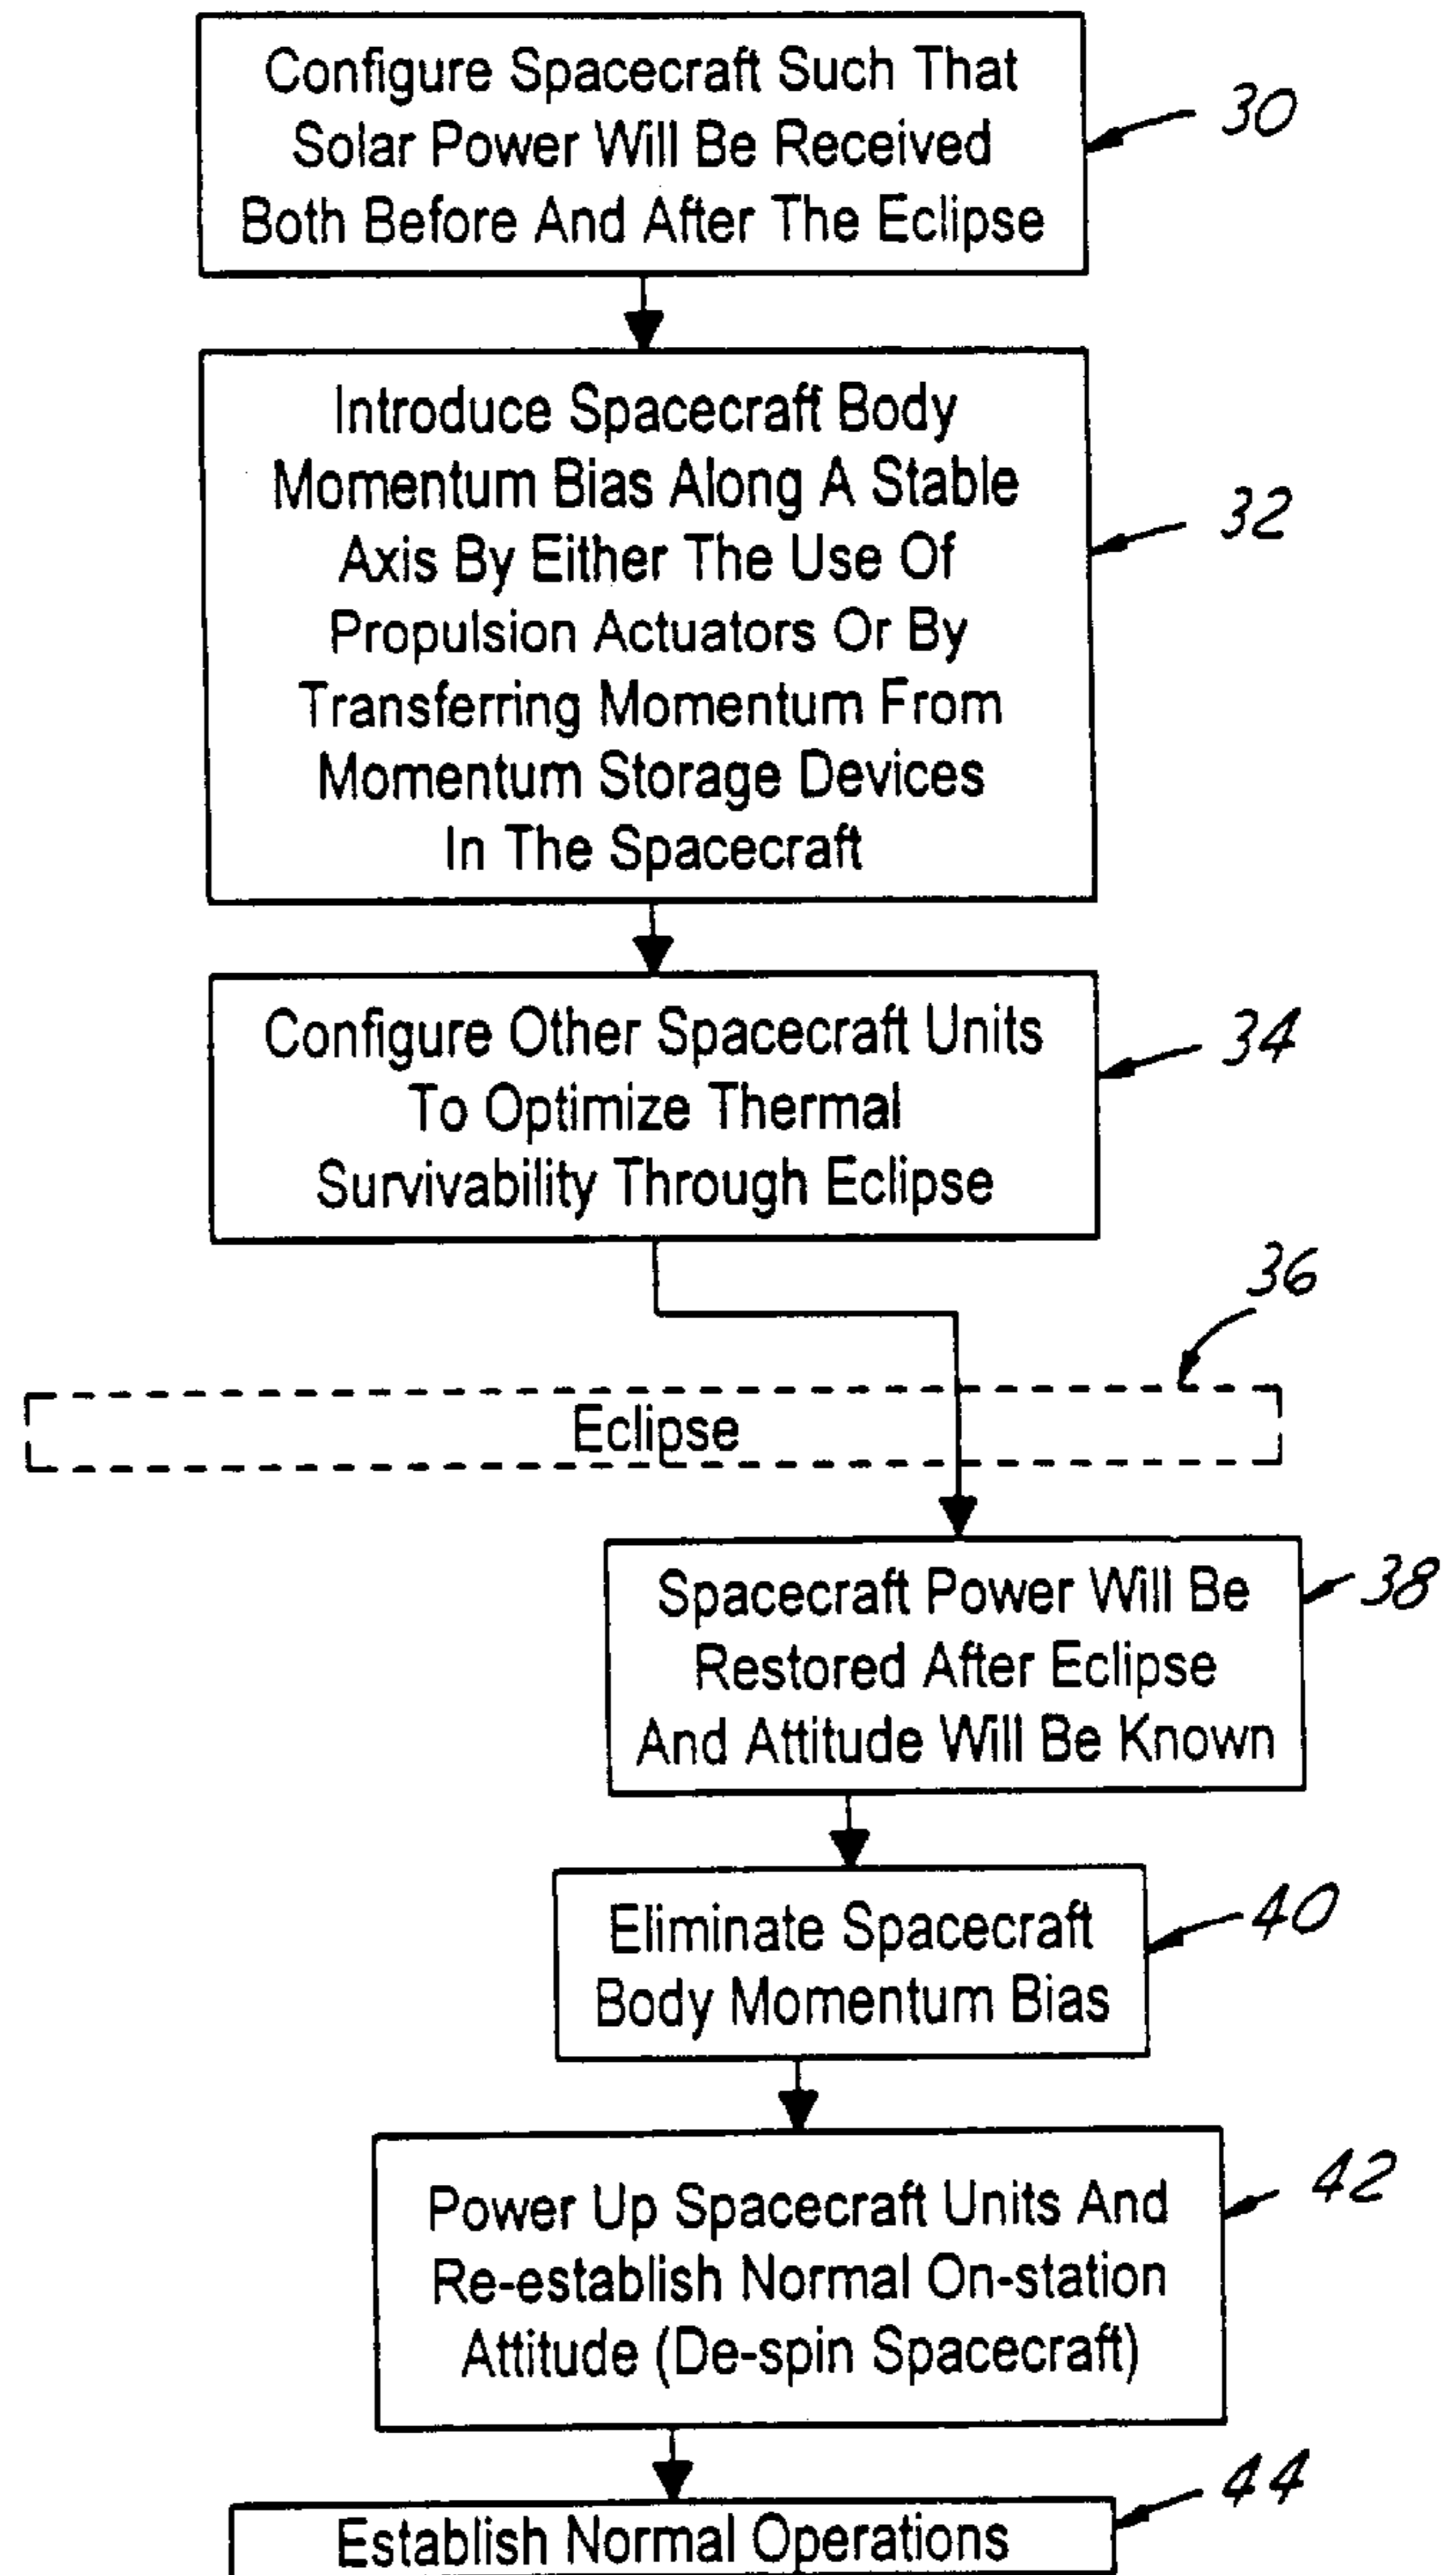 Configure Spacecraft Such That
Solar Power Will Be Received
Both Before And After The Eclipse
30
Introduce Spacecraft Body
Momentum Bias Along A Stable
Axis By Either The Use Of
Propulsion Actuators Or By
Transferring Momentum From
Momentum Storage Devices
In The Spacecraft
32
Configure Other Spacecraft Units
To Optimize Thermal
Survivability Through Eclipse
34
36
Eclipse
Spacecraft Power Will Be
Restored After Eclipse
And Attitude Will Be Known
38
Eliminate Spacecraft
Body Momentum Bias
40
Power Up Spacecraft Units And
Re-establish Normal On-station
Attitude (De-spin Spacecraft)
42
Establish Normal Operations
44